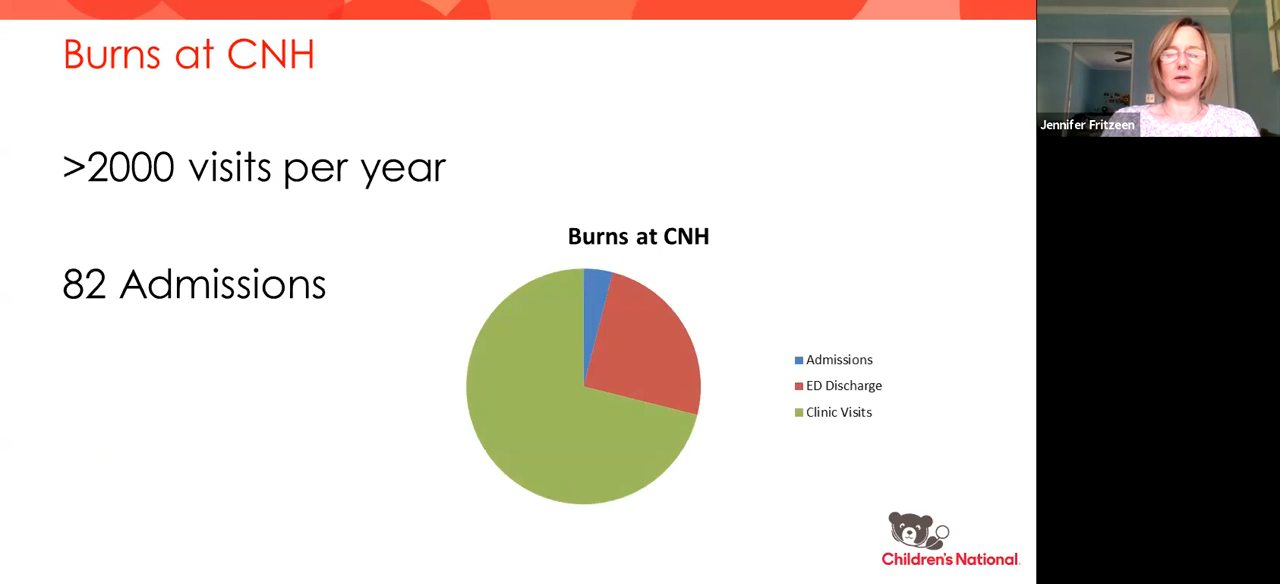 Burns at CNH
>2000 visits per year
82 Admissions
Burns at CNH
Admissions
ED Discharge
Clinic Visits
Children's National
Jennifer Fritzeen